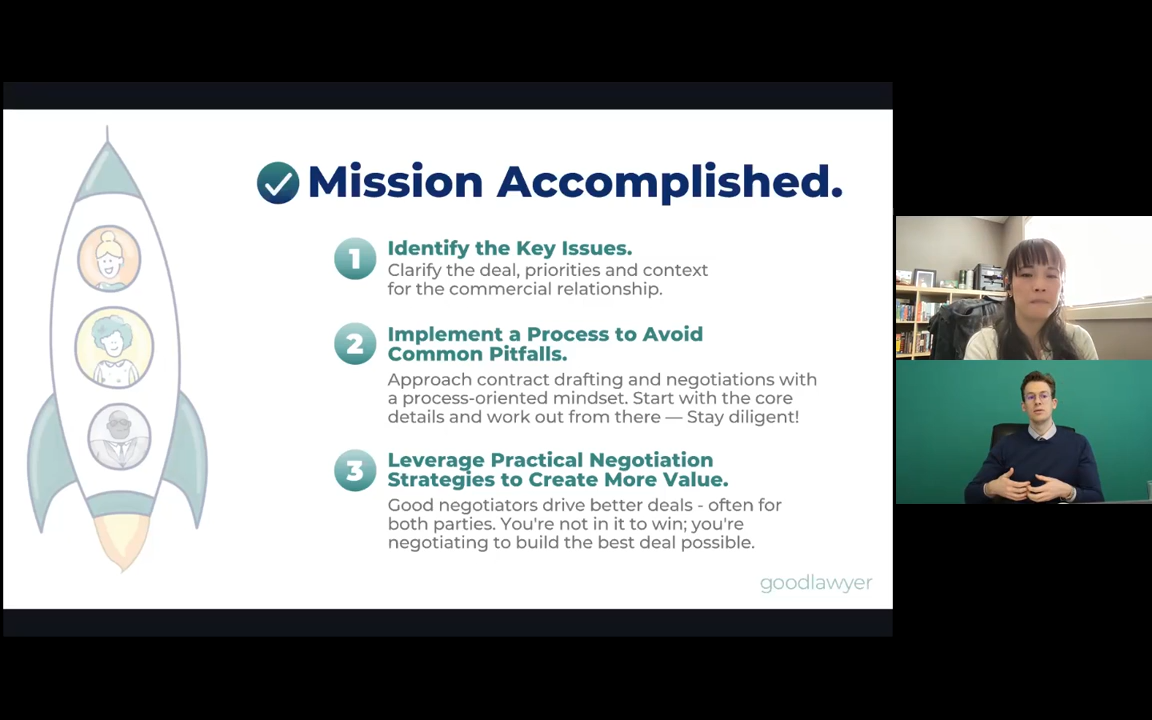 Mission Accomplished.
1
Identify the Key Issues.
Clarify the deal, priorities and context
for the commercial relationship.
2
Implement a Process to Avoid
Common Pitfalls.
Approach contract drafting and negotiations with
a process-oriented mindset. Start with the core
details and work out from there — Stay diligent!
3
Leverage Practical Negotiation
Strategies to Create More Value.
Good negotiators drive better deals - often for
both parties. You're not in it to win; you're
negotiating to build the best deal possible.
goodlawyer